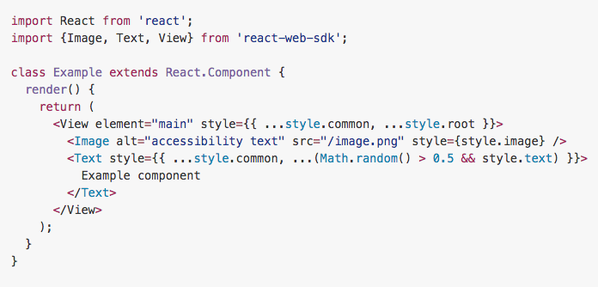 import React from 'react';
import {Image, Text, View} from 'react-web-sdk';

class Example extends React.Component {
  render() {
    return (
      <View element="main" style={{ ...style.common, ...style.root }}>
        <Image alt="accessibility text" src="/image.png" style={style.image} />
        <Text style={{ ...style.common, ...(Math.random() > 0.5 && style.text) }}>
          Example component
        </Text>
      </View>
    );
  }
}